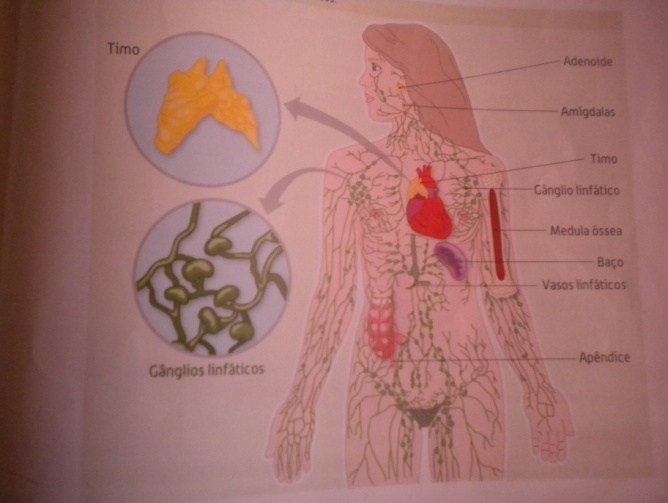 Timo
Adenoide
Amígdalas
Timo
Gânglio linfático
Medula óssea
Baço
Vasos linfáticos
Apêndice
Gânglios linfáticos